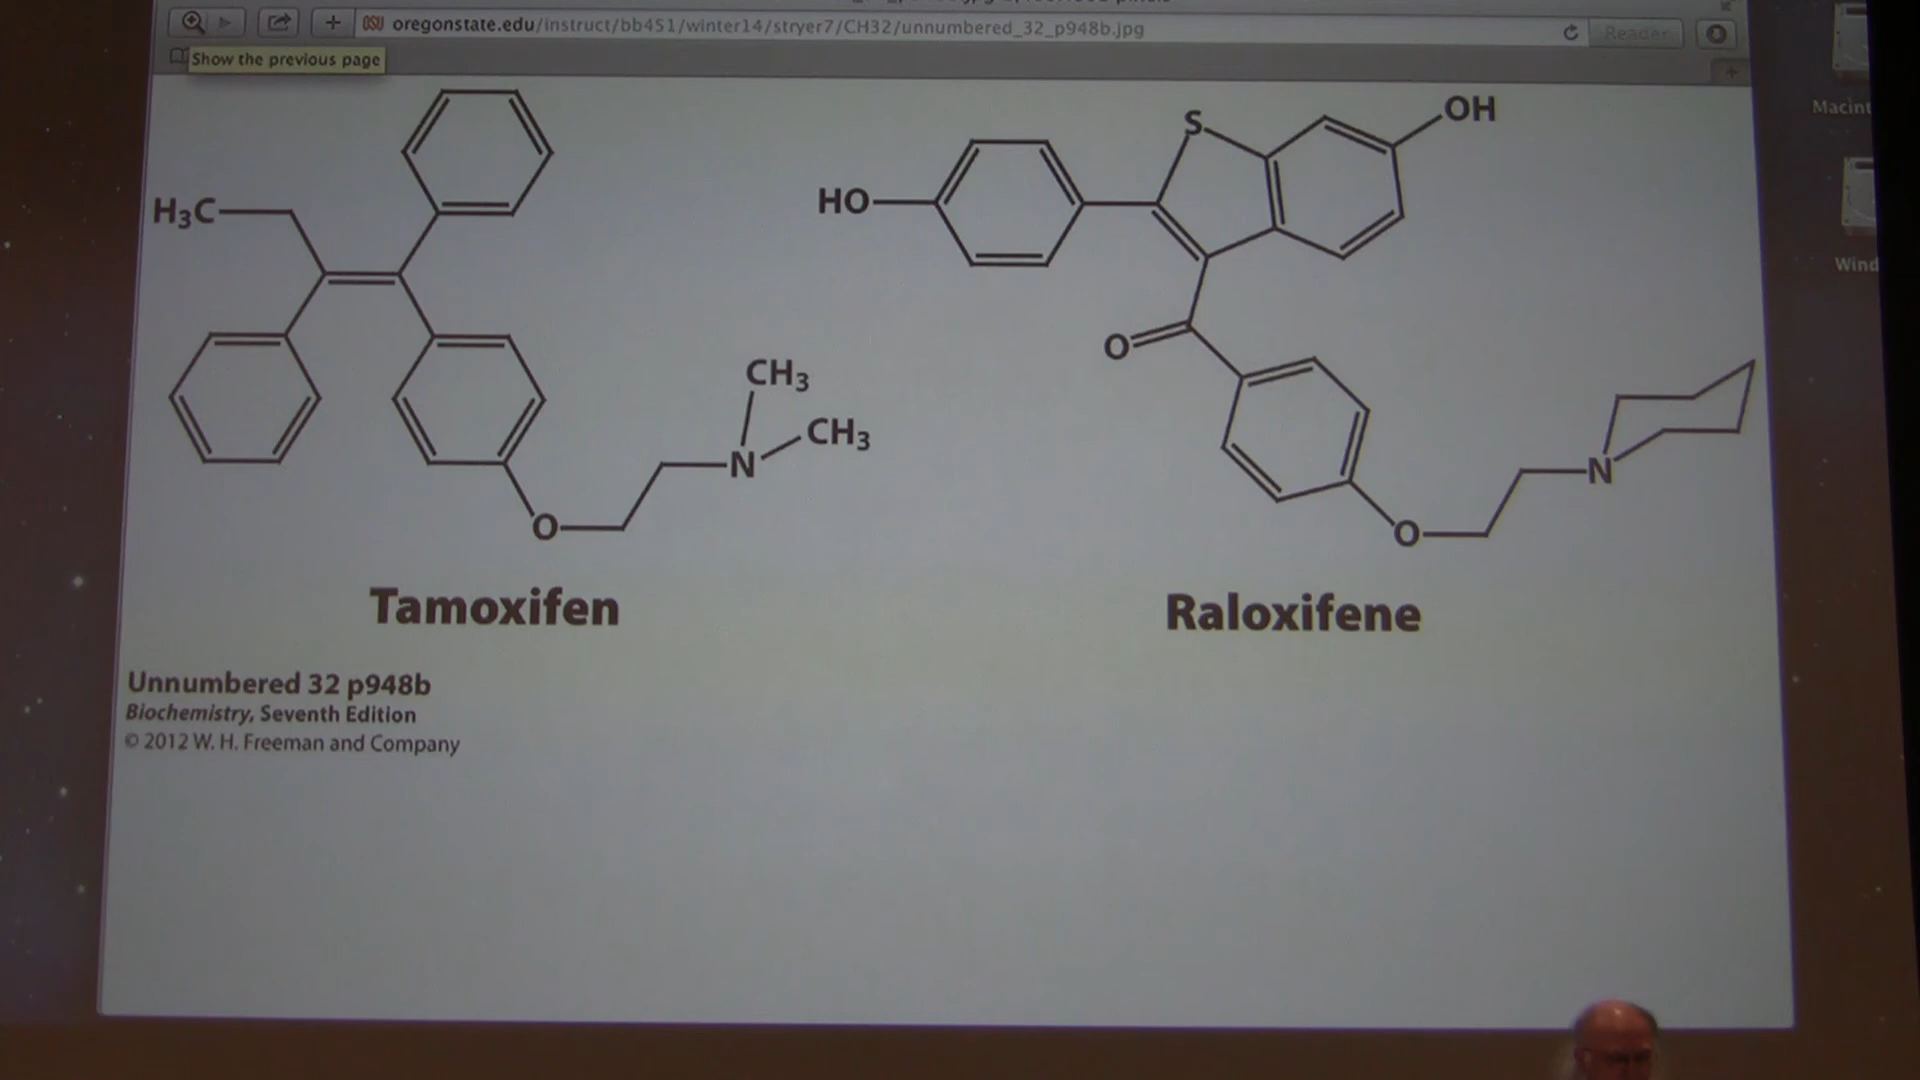 oregonstate.edu/instruct/bb451/winter14/stryer7/CH32/unnumbered_32_p948b.jpg
Reader
Show the previous page
Macint
Wind
H3C
CH3
CH3
N
O
HO
S
OH
O
N
O
Tamoxifen
Raloxifene
Unnumbered 32 p948b
Biochemistry, Seventh Edition
© 2012 W. H. Freeman and Company